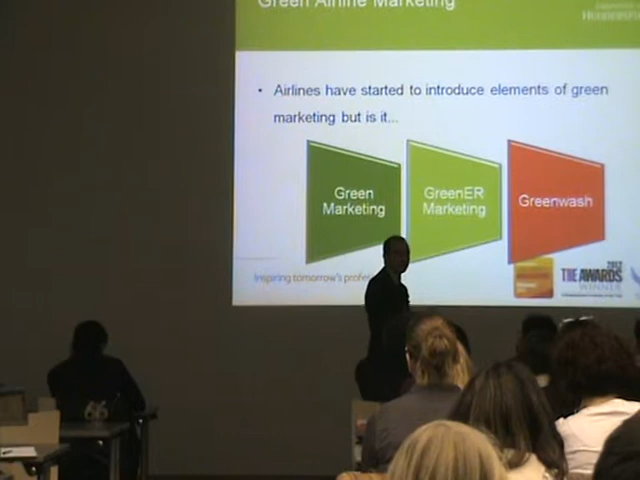 Green Airline Marketing
• Airlines have started to introduce elements of green
marketing but is it...
Green
Marketing
GreenER
Marketing
Greenwash
Inspiring tomorrow's profe
2012
THE AWARDS
WINNER